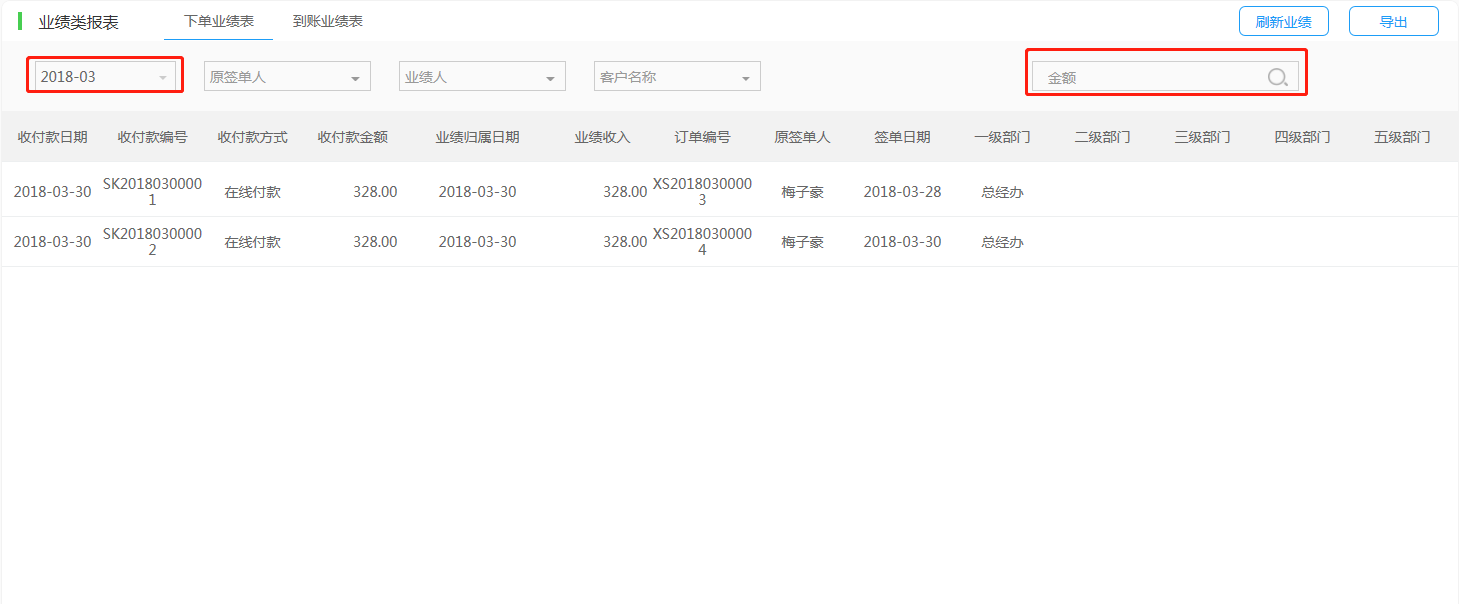 业绩类报表 下单业绩表 到账业绩表 刷新业绩 导出
2018-03 原签单人 业绩人 客户名称 金额
收付款日期 收付款编号 收付款方式 收付款金额 业绩归属日期 业绩收入 订单编号 原签单人 签单日期 一级部门 二级部门 三级部门 四级部门 五级部门
2018-03-30 SK20180300001 在线付款 328.00 2018-03-30 328.00 XS20180300003 梅子豪 2018-03-28 总经办
2018-03-30 SK20180300002 在线付款 328.00 2018-03-30 328.00 XS20180300004 梅子豪 2018-03-30 总经办